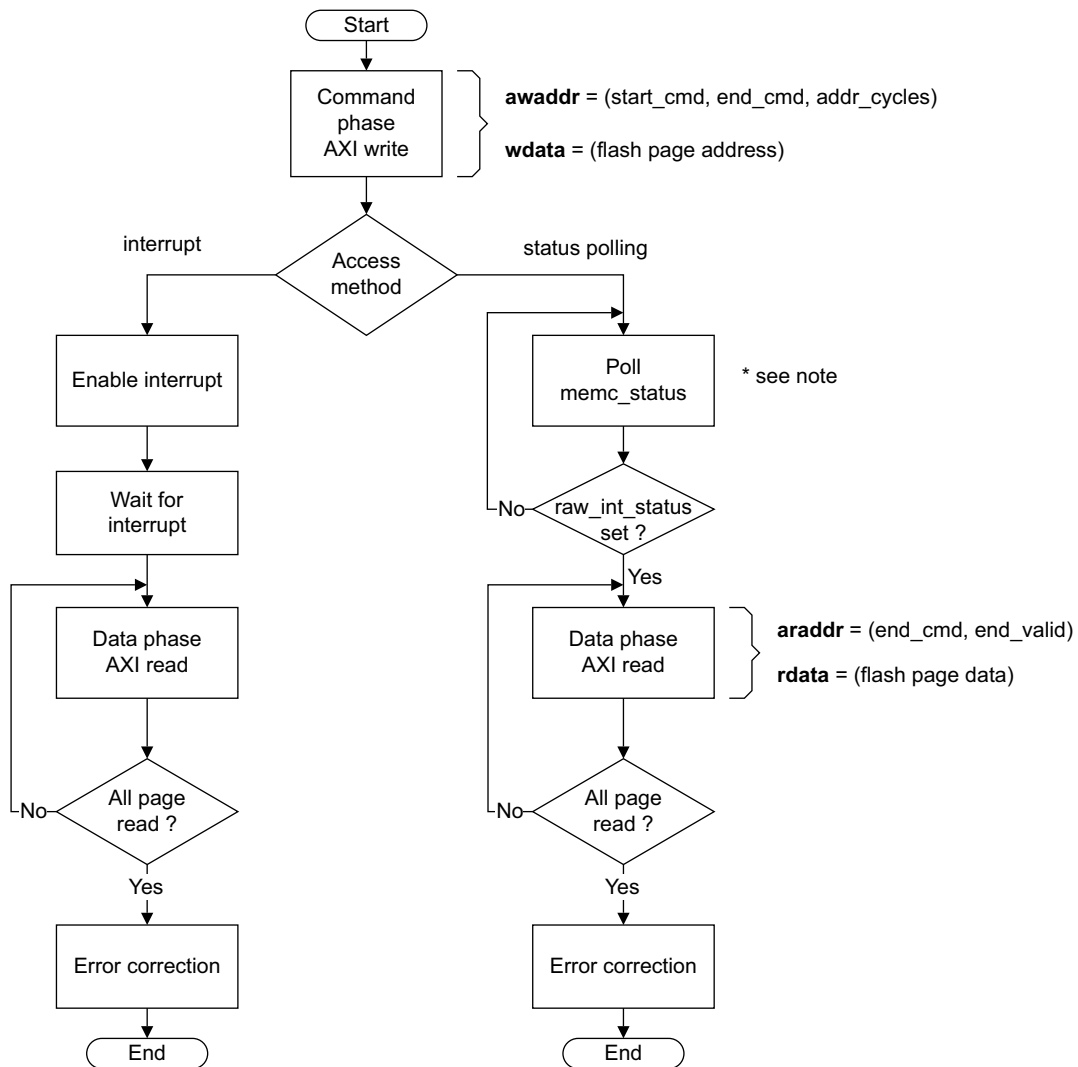 Start
Command
phase
AXI write
awaddr = (start_cmd, end_cmd, addr_cycles)
wdata = (flash page address)
Access
method
interrupt
status polling
Enable interrupt
Wait for
interrupt
Data phase
AXI read
All page
read ?
No
Yes
Error correction
End
Poll
memc_status
* see note
raw_int_status
set ?
No
Yes
Data phase
AXI read
araddr = (end_cmd, end_valid)
rdata = (flash page data)
All page
read ?
No
Yes
Error correction
End